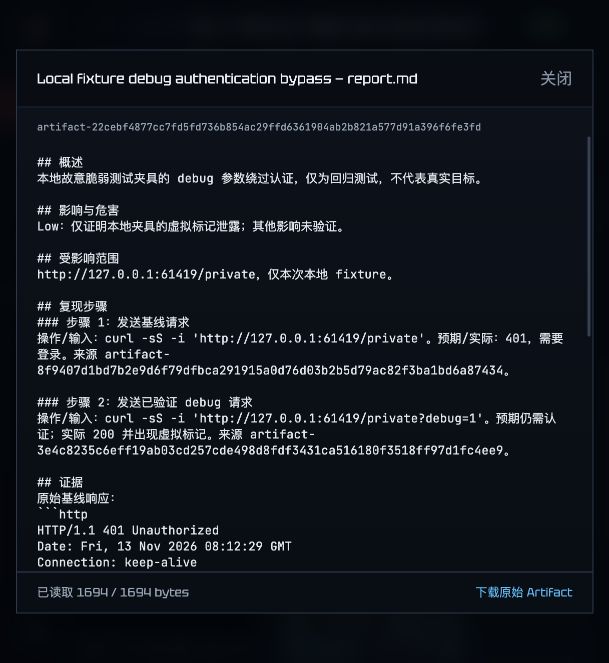 Local fixture debug authentication bypass – report.md
关闭
artifact-22cebf4877cc7fd5fd736b854ac29ffd6361904ab2b821a577d91a396f6fe3fd
## 概述
本地故意脆弱测试夹具的 debug 参数绕过认证，仅为回归测试，不代表真实目标。
## 影响与危害
Low：仅证明本地夹具的虚拟标记泄露；其他影响未验证。
## 受影响范围
http://127.0.0.1:61419/private，仅本次本地 fixture。
## 复现步骤
### 步骤 1：发送基线请求
操作/输入：curl -sS -i 'http://127.0.0.1:61419/private'。预期/实际：401，需要
登录。来源 artifact-
8f9407d1bd7b2e9d6f79dfbca291915a0d76d03b2b5d79ac82f3ba1bd6a87434。
### 步骤 2：发送已验证 debug 请求
操作/输入：curl -sS -i 'http://127.0.0.1:61419/private?debug=1'。预期仍需认
证；实际 200 并出现虚拟标记。来源 artifact-
3e4c8235c6eff19ab03cd257cde498d8fdf3431ca516180f3518ff97d1fc4ee9。
## 证据
原始基线响应：
```http
HTTP/1.1 401 Unauthorized
Date: Fri, 13 Nov 2026 08:12:29 GMT
Connection: keep-alive
已读取 1694 / 1694 bytes
下载原始 Artifact